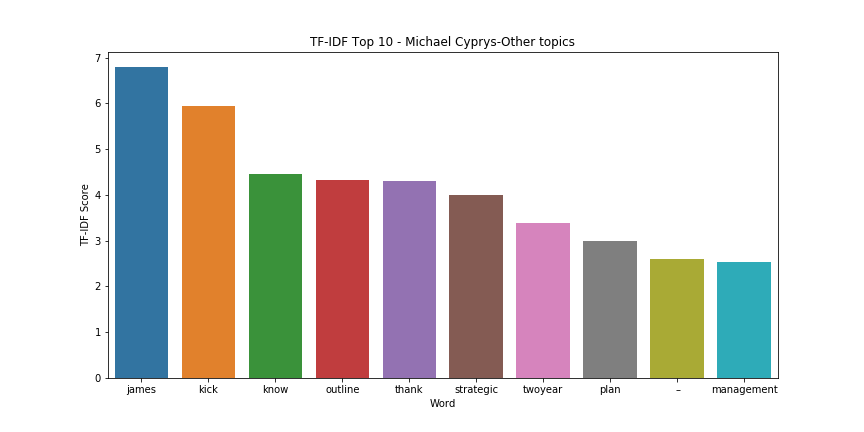 TF-IDF Top 10 - Michael Cyprys-Other topics
7
6
5
4
3
2
1
0
TF-IDF Score
james kick know outline thank strategic twoyear plan – management
Word